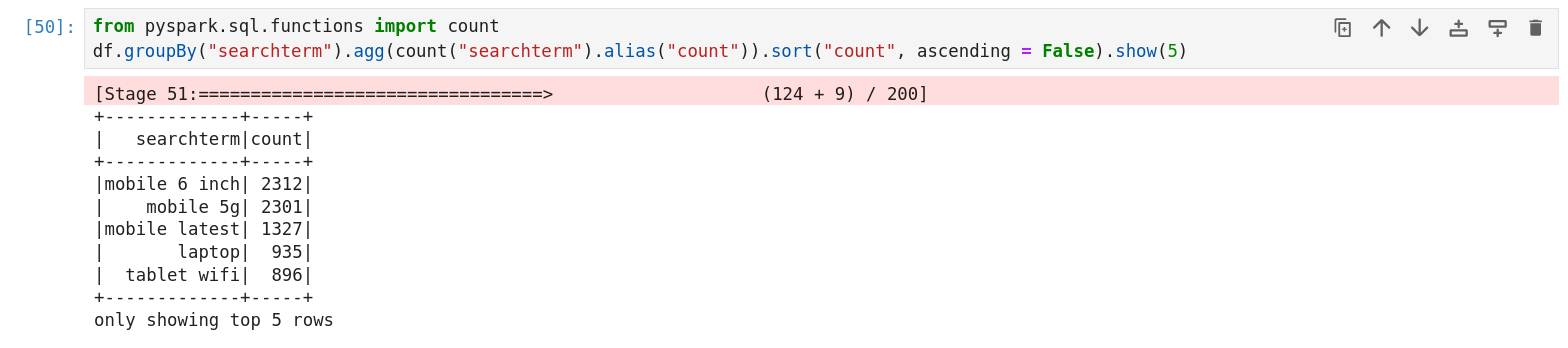 [50]: from pyspark.sql.functions import count
df.groupBy("searchterm").agg(count("searchterm").alias("count")).sort("count", ascending = False).show(5)
[Stage 51:=================================>                    (124 + 9) / 200]
+-------------+-----+
|   searchterm|count|
+-------------+-----+
|mobile 6 inch| 2312|
|    mobile 5g| 2301|
|mobile latest| 1327|
|       laptop|  935|
|  tablet wifi|  896|
+-------------+-----+
only showing top 5 rows